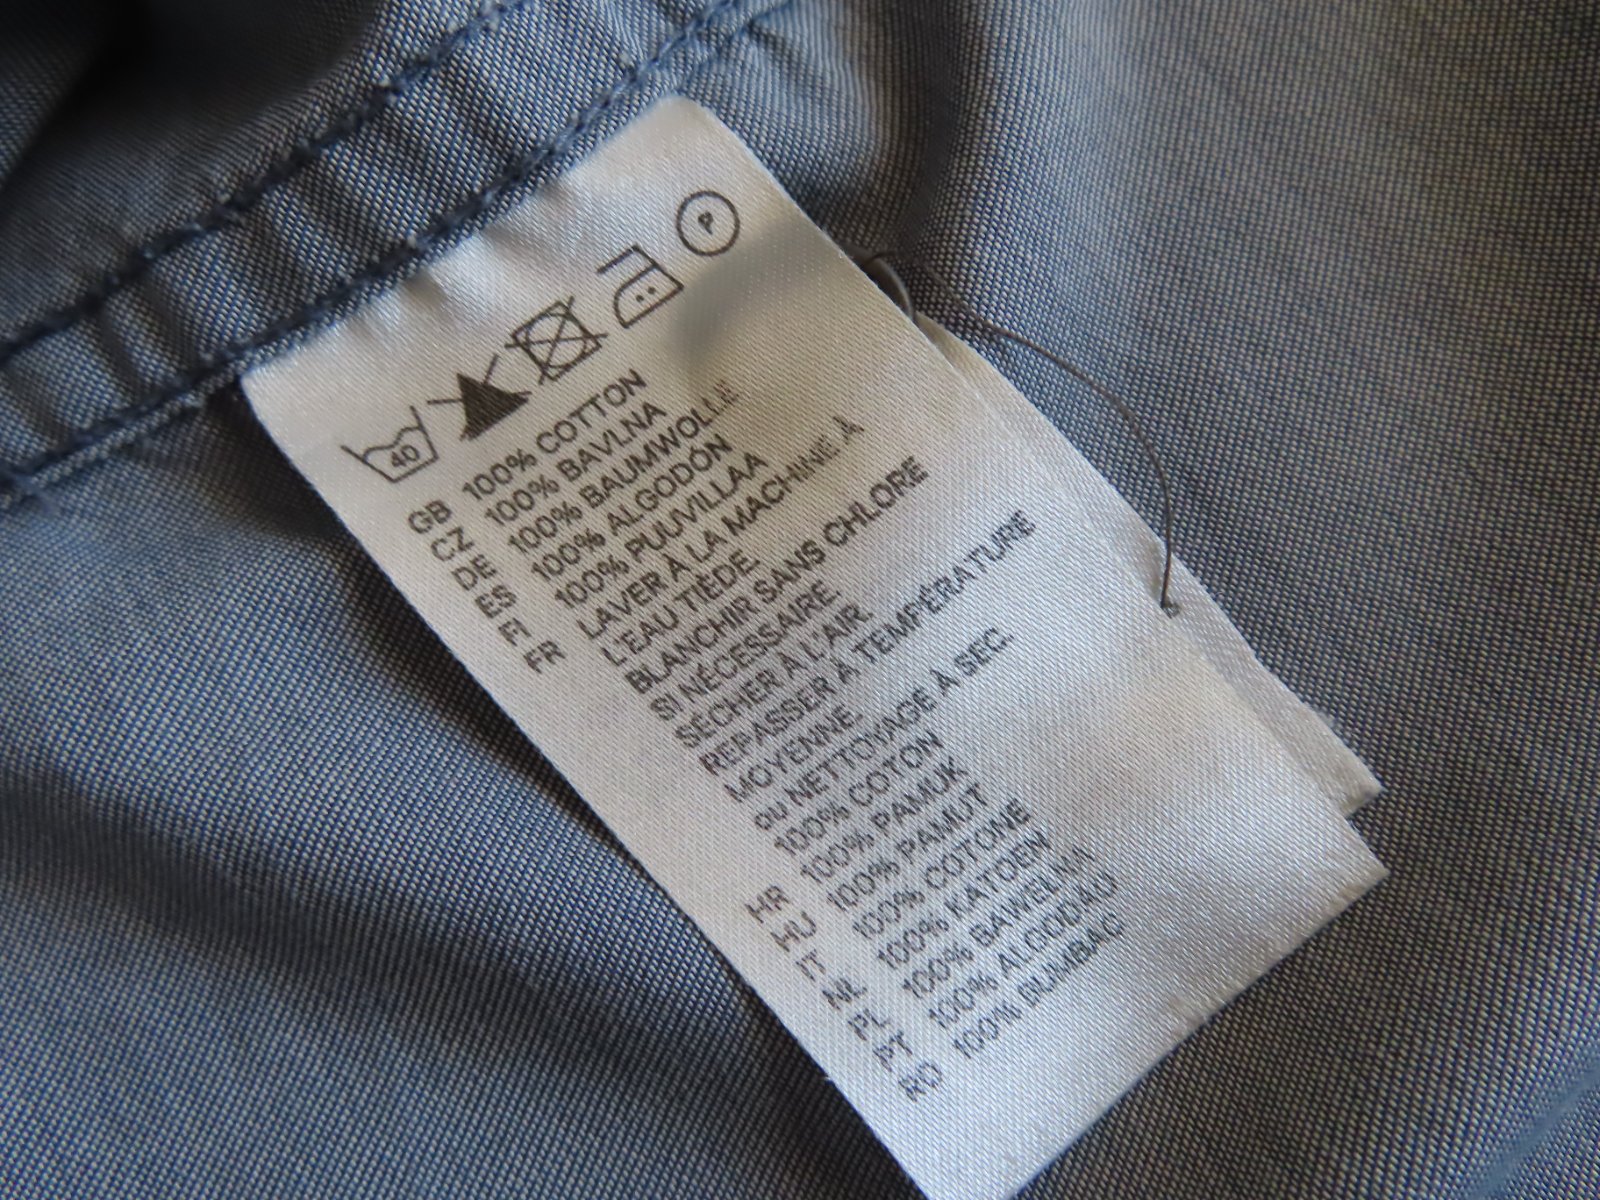 P
40
GB 100% COTTON
CZ 100% BAVLNA
DE 100% BAUMWOLLE
ES 100% ALGODÓN
FI 100% PUUVILLAA
FR LAVER À LA MACHINE À
L'EAU TIÈDE
BLANCHIR SANS CHLORE
SI NÉCESSAIRE
SÉCHER À L'AIR
REPASSER À TEMPÉRATURE
MOYENNE
ou NETTOYAGE À SEC.
100% COTON
HR 100% PAMUK
HU 100% PAMUT
IT 100% COTONE
NL 100% KATOEN
PL 100% BAWEŁNA
PT 100% ALGODÃO
RO 100% BUMBAC